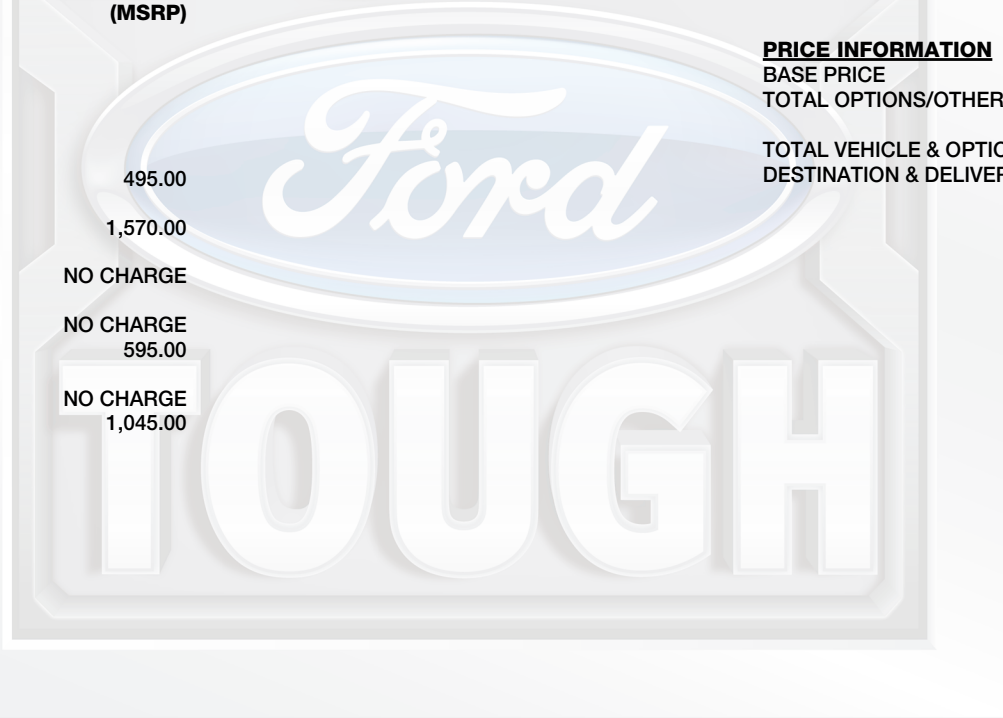 (MSRP)
495.00
1,570.00
NO CHARGE
NO CHARGE
595.00
NO CHARGE
1,045.00
PRICE INFORMATION
BASE PRICE
TOTAL OPTIONS/OTHER
TOTAL VEHICLE & OPTIO
DESTINATION & DELIVER
Ford
TOUGH